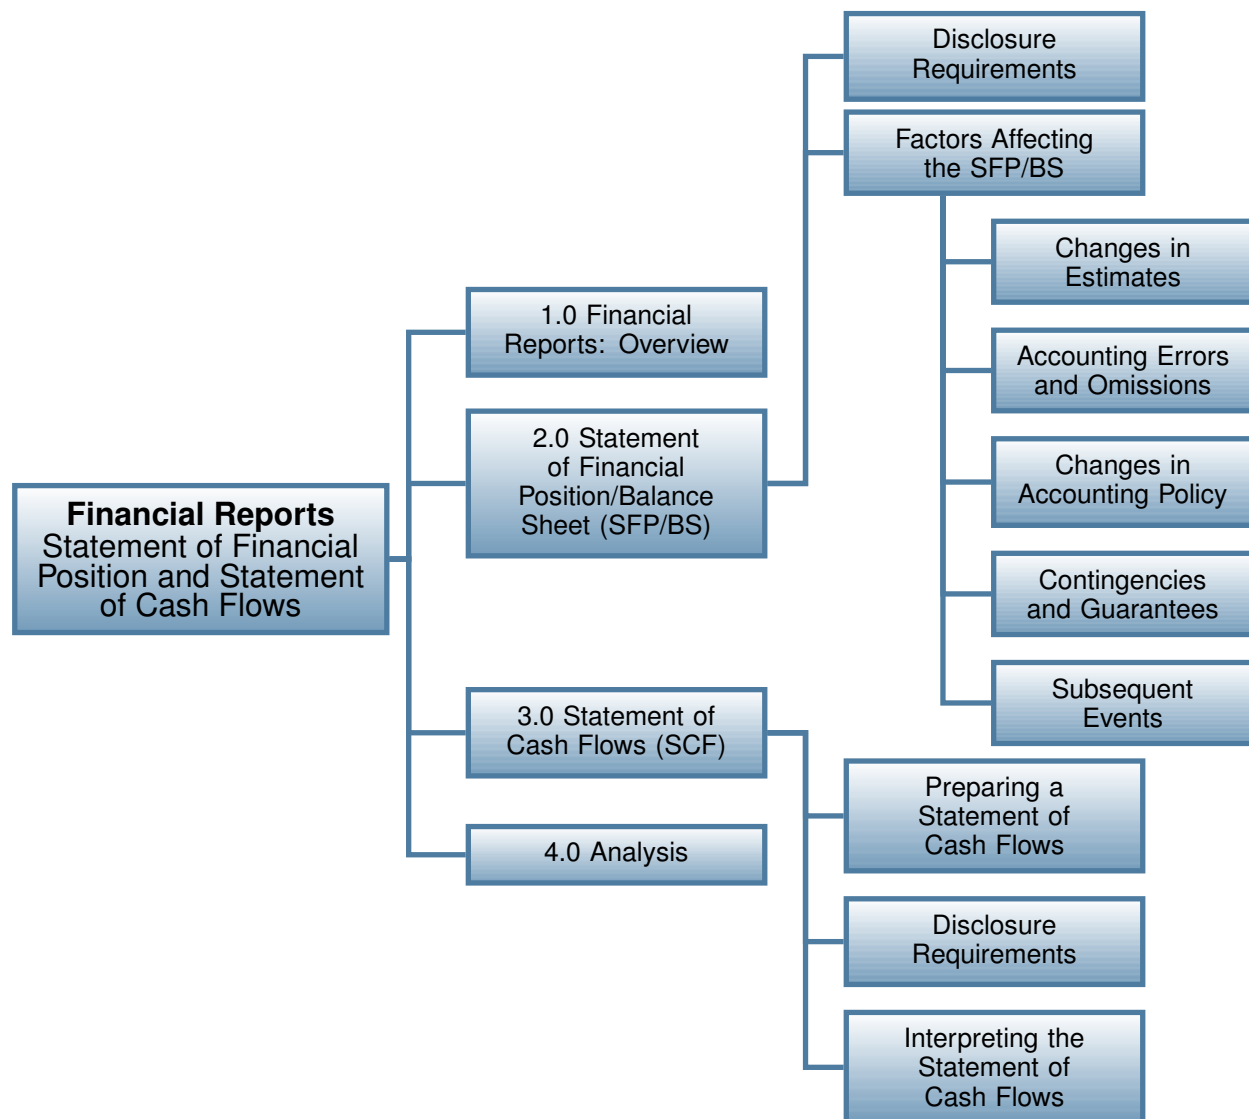 Financial Reports
Statement of Financial
Position and Statement
of Cash Flows
1.0 Financial
Reports: Overview
2.0 Statement
of Financial
Position/Balance
Sheet (SFP/BS)
Disclosure
Requirements
Factors Affecting
the SFP/BS
Changes in
Estimates
Accounting Errors
and Omissions
Changes in
Accounting Policy
Contingencies
and Guarantees
Subsequent
Events
3.0 Statement of
Cash Flows (SCF)
Preparing a
Statement of
Cash Flows
Disclosure
Requirements
Interpreting the
Statement of
Cash Flows
4.0 Analysis